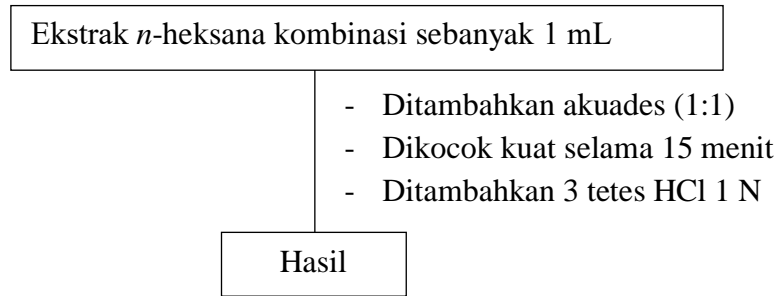 Ekstrak n-heksana kombinasi sebanyak 1 mL
- Ditambahkan akuades (1:1)
- Dikocok kuat selama 15 menit
- Ditambahkan 3 tetes HCl 1 N
Hasil